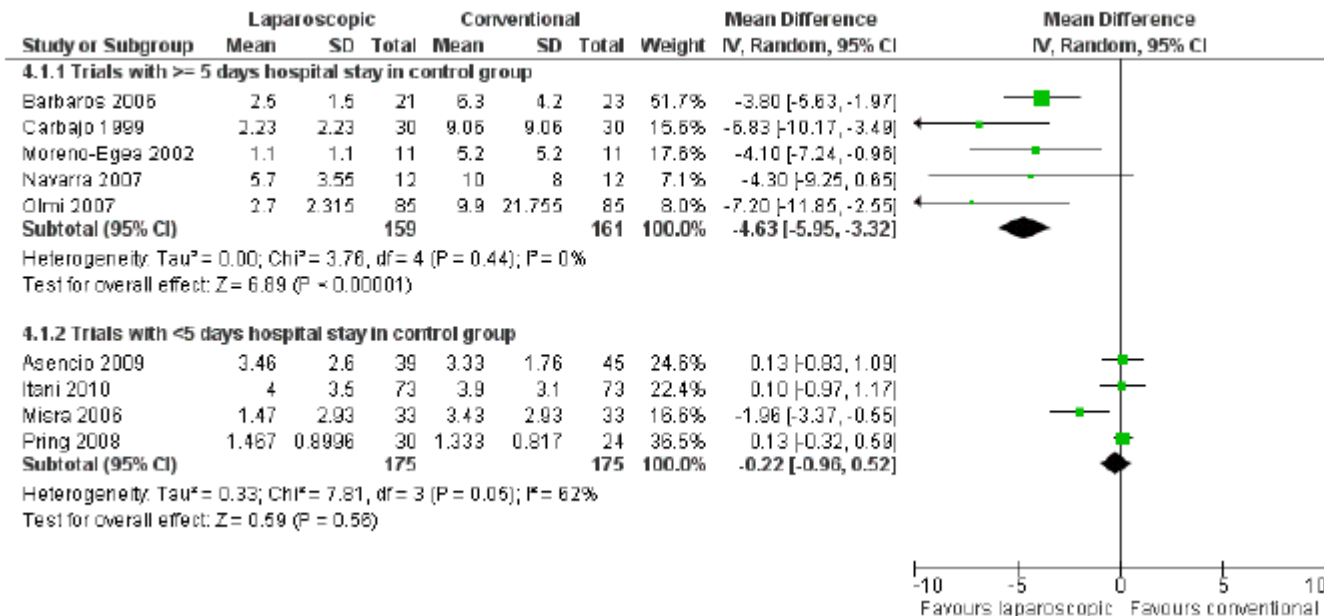 Laparoscopic Conventional Mean Difference Mean Difference
Study or Subgroup Mean SD Total Mean SD Total Weight IV, Random, 95% CI IV, Random, 95% CI
4.1.1 Trials with >= 5 days hospital stay in control group
Barbaros 2006 2.5 1.5 21 6.3 4.2 23 51.7% -3.80 [-5.63, -1.97]
Carbajo 1999 2.23 2.23 30 9.06 9.06 30 15.6% -6.83 [-10.17, -3.49]
Moreno-Egea 2002 1.1 1.1 11 5.2 5.2 11 17.6% -4.10 [-7.24, -0.96]
Navarra 2007 5.7 3.55 12 10 8 12 7.1% -4.30 [-9.25, 0.65]
Olmi 2007 2.7 2.315 85 9.9 21.755 85 8.0% -7.20 [-11.85, -2.55]
Subtotal (95% CI) 159 161 100.0% -4.63 [-5.95, -3.32]
Heterogeneity: Tau² = 0.00; Chi² = 3.76, df = 4 (P = 0.44); I² = 0%
Test for overall effect: Z = 6.89 (P < 0.00001)
4.1.2 Trials with <5 days hospital stay in control group
Asencio 2009 3.46 2.6 39 3.33 1.76 45 24.6% 0.13 [-0.83, 1.09]
Itani 2010 4 3.5 73 3.9 3.1 73 22.4% 0.10 [-0.97, 1.17]
Misra 2006 1.47 2.93 33 3.43 2.93 33 16.6% -1.96 [-3.37, -0.55]
Pring 2008 1.467 0.8996 30 1.333 0.817 24 36.5% 0.13 [-0.32, 0.59]
Subtotal (95% CI) 175 175 100.0% -0.22 [-0.96, 0.52]
Heterogeneity: Tau² = 0.33; Chi² = 7.81, df = 3 (P = 0.05); I² = 62%
Test for overall effect: Z = 0.59 (P = 0.56)
-10 -5 0 5 10
Favours laparoscopic Favours conventional